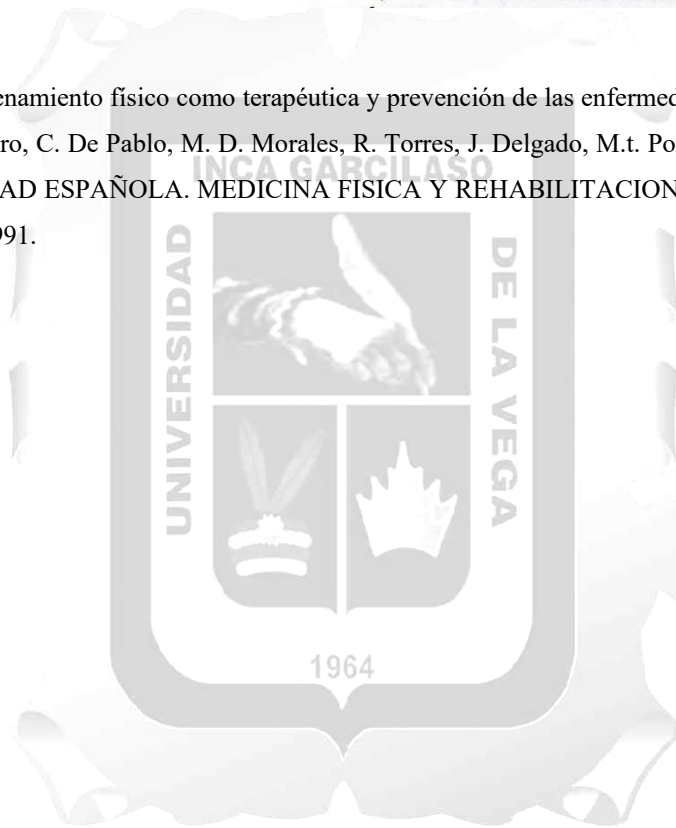 enamiento físico como terapéutica y prevención de las enfermed
ro, C. De Pablo, M. D. Morales, R. Torres, J. Delgado, M.t. Po
AD ESPAÑOLA. MEDICINA FISICA Y REHABILITACION
991.
INCA GARCILASO
UNIVERSIDAD
DE LA VEGA
1964